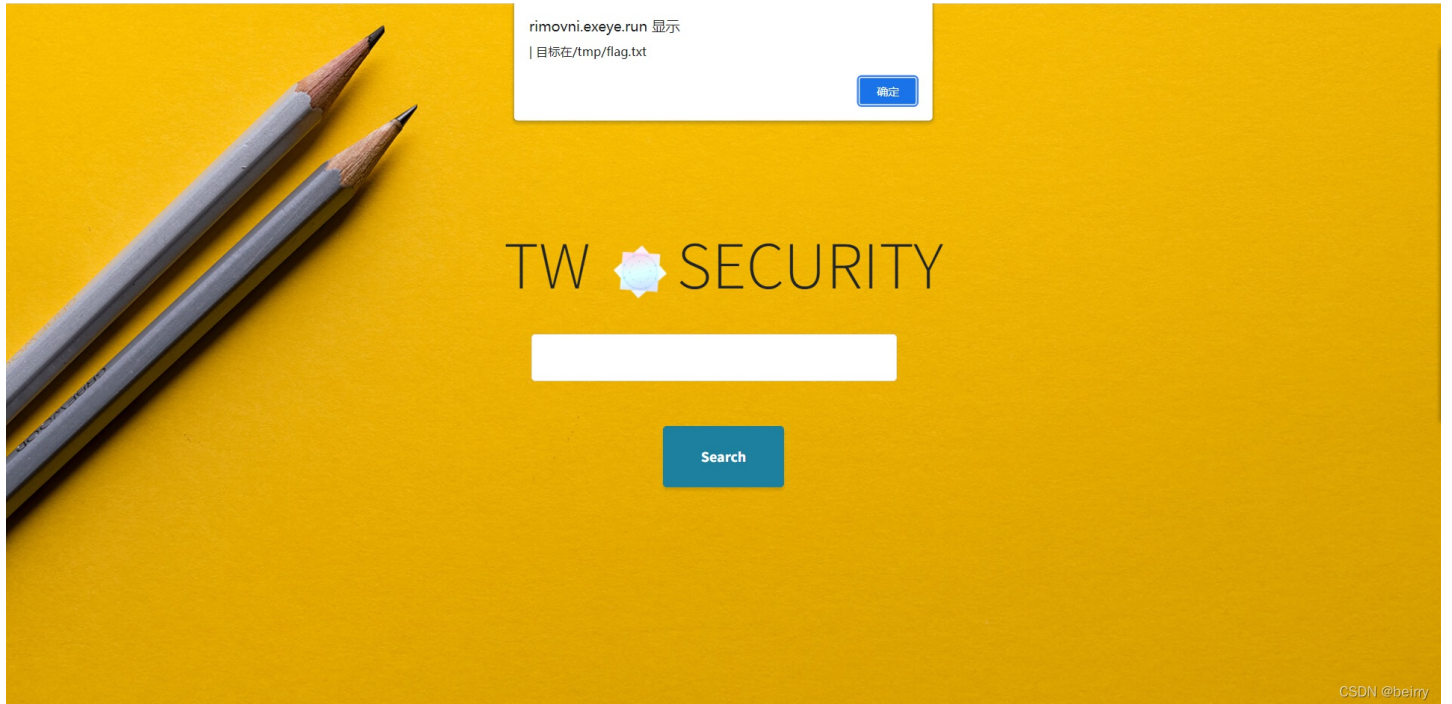 rimovni.exeye.run 显示
| 目标在/tmp/flag.txt
确定
TW SECURITY
Search
CSDN @beirry